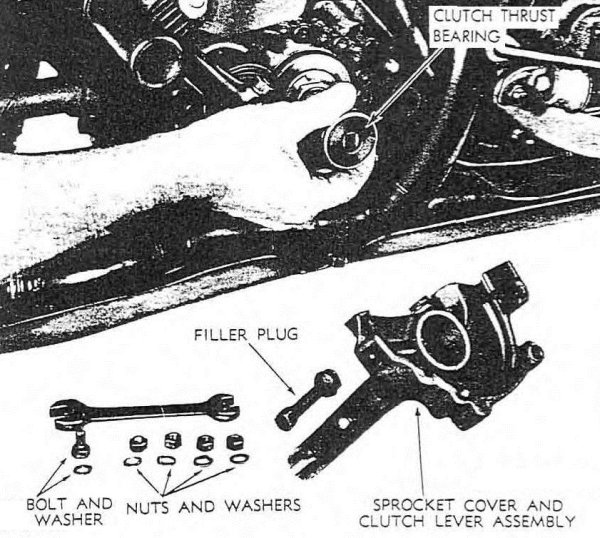 CLUTCH THRUST
BEARING
FILLER PLUG
BOLT AND
WASHER
NUTS AND WASHERS
SPROCKET COVER AND
CLUTCH LEVER ASSEMBLY